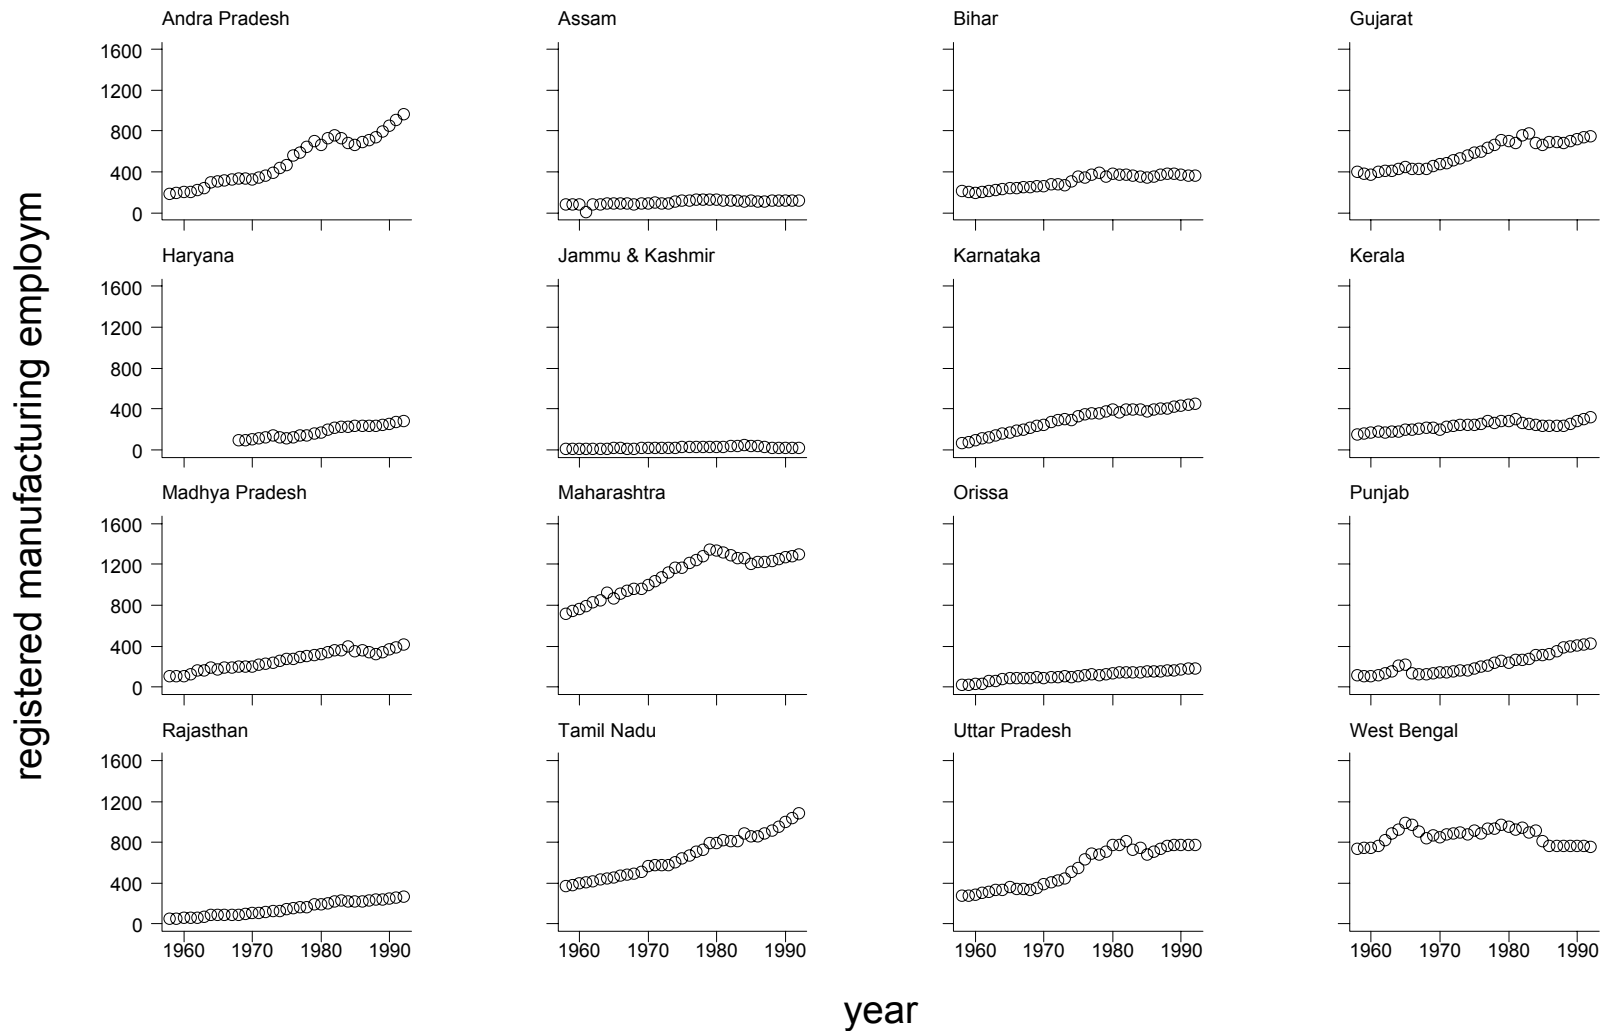 Andra Pradesh Assam Bihar Gujarat
1600
1200
800
400
0
Haryana Jammu & Kashmir Karnataka Kerala
1600
1200
800
400
0
Madhya Pradesh Maharashtra Orissa Punjab
1600
1200
800
400
0
Rajasthan Tamil Nadu Uttar Pradesh West Bengal
1600
1200
800
400
0
1960 1970 1980 1990 1960 1970 1980 1990 1960 1970 1980 1990 1960 1970 1980 1990
registered manufacturing employm
year